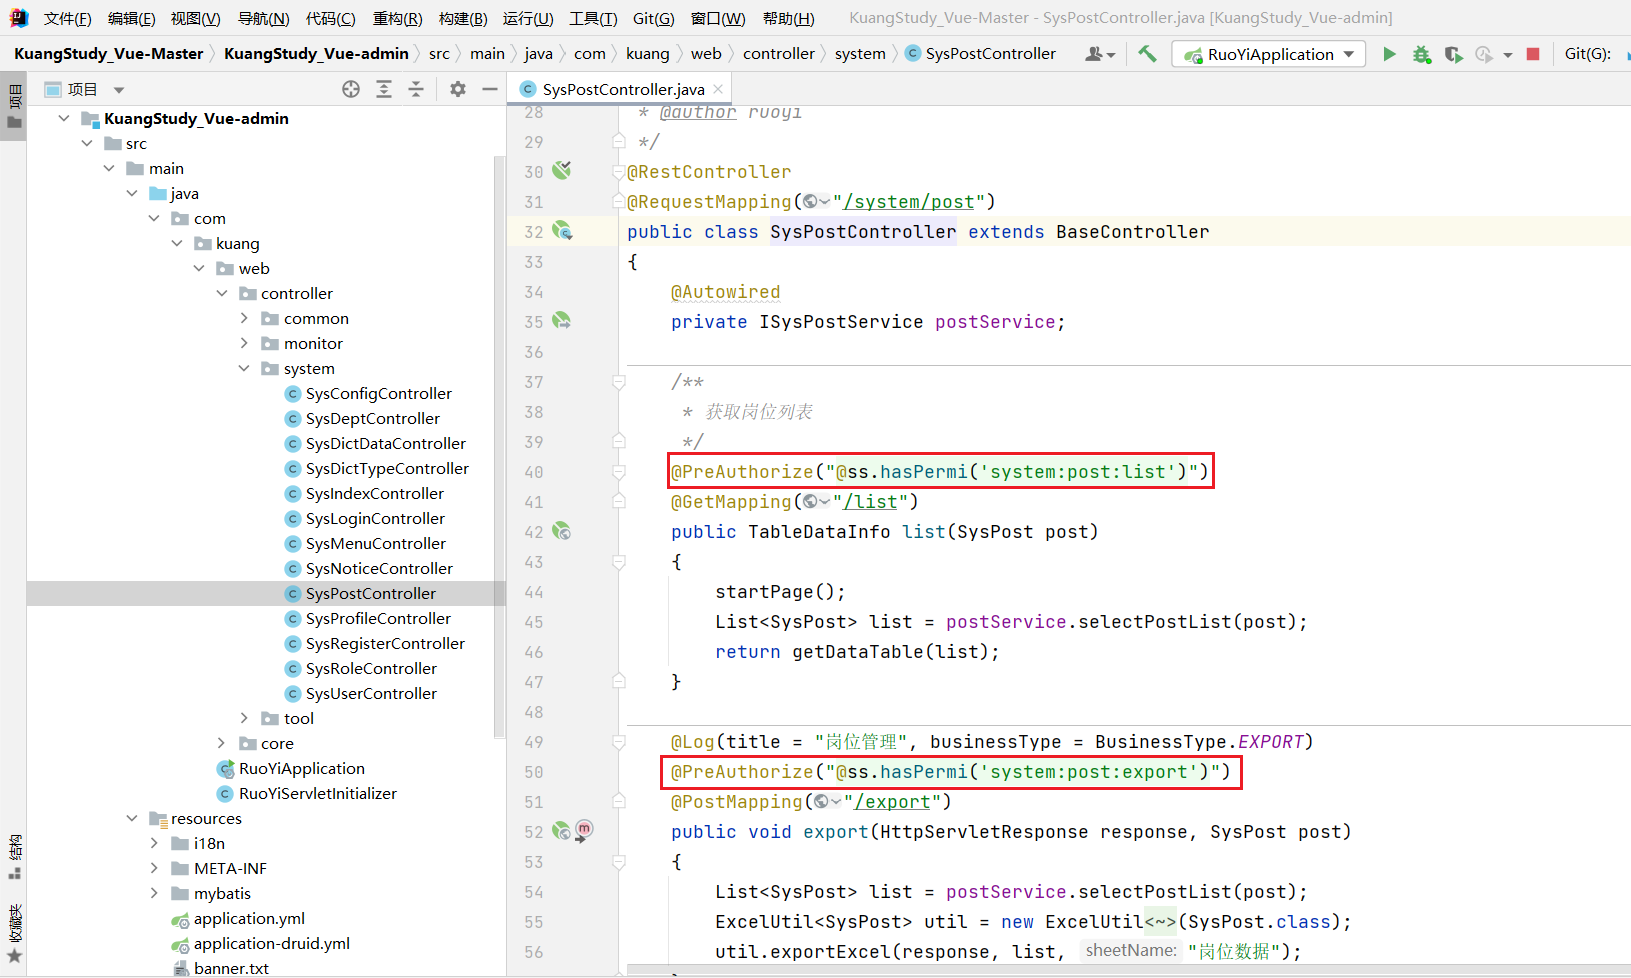 文件(F) 编辑(E) 视图(V) 导航(N) 代码(C) 重构(R) 构建(B) 运行(U) 工具(T) Git(G) 窗口(W) 帮助(H) KuangStudy_Vue-Master - SysPostController.java [KuangStudy_Vue-admin]
KuangStudy_Vue-Master KuangStudy_Vue-admin src main java com kuang web controller system SysPostController RuoYiApplication Git(G):
项目
项目
结构
收藏夹
KuangStudy_Vue-admin
src
main
java
com
kuang
web
controller
common
monitor
system
SysConfigController
SysDeptController
SysDictDataController
SysDictTypeController
SysIndexController
SysLoginController
SysMenuController
SysNoticeController
SysPostController
SysProfileController
SysRegisterController
SysRoleController
SysUserController
tool
core
RuoYiApplication
RuoYiServletInitializer
resources
i18n
META-INF
mybatis
application.yml
application-druid.yml
banner.txt
SysPostController.java
28 * @author ruoyi
29 */
30 @RestController
31 @RequestMapping("/system/post")
32 public class SysPostController extends BaseController
33 {
34 @Autowired
35 private ISysPostService postService;
36
37 /**
38 * 获取岗位列表
39 */
40 @PreAuthorize("@ss.hasPermi('system:post:list')")
41 @GetMapping("/list")
42 public TableDataInfo list(SysPost post)
43 {
44 startPage();
45 List<SysPost> list = postService.selectPostList(post);
46 return getDataTable(list);
47 }
48
49 @Log(title = "岗位管理", businessType = BusinessType.EXPORT)
50 @PreAuthorize("@ss.hasPermi('system:post:export')")
51 @PostMapping("/export")
52 public void export(HttpServletResponse response, SysPost post)
53 {
54 List<SysPost> list = postService.selectPostList(post);
55 ExcelUtil<SysPost> util = new ExcelUtil<~>(SysPost.class);
56 util.exportExcel(response, list, sheetName: "岗位数据");